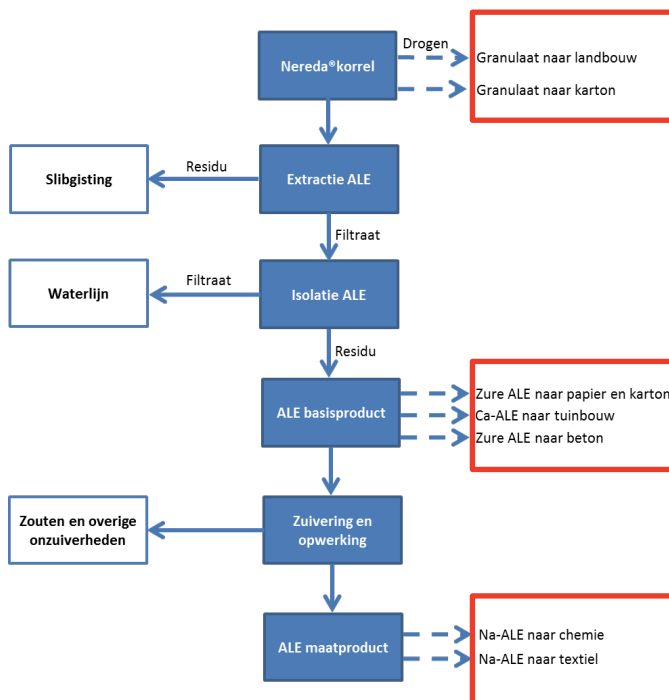 Drogen
Nereda®korrel
Granulaat naar landbouw
Granulaat naar karton
Residu
Slibgisting
Extractie ALE
Filtraat
Filtraat
Waterlijn
Isolatie ALE
Residu
ALE basisproduct
Zure ALE naar papier en karton
Ca-ALE naar tuinbouw
Zure ALE naar beton
Zouten en overige
onzuiverheden
Zuivering en
opwerking
ALE maatproduct
Na-ALE naar chemie
Na-ALE naar textiel